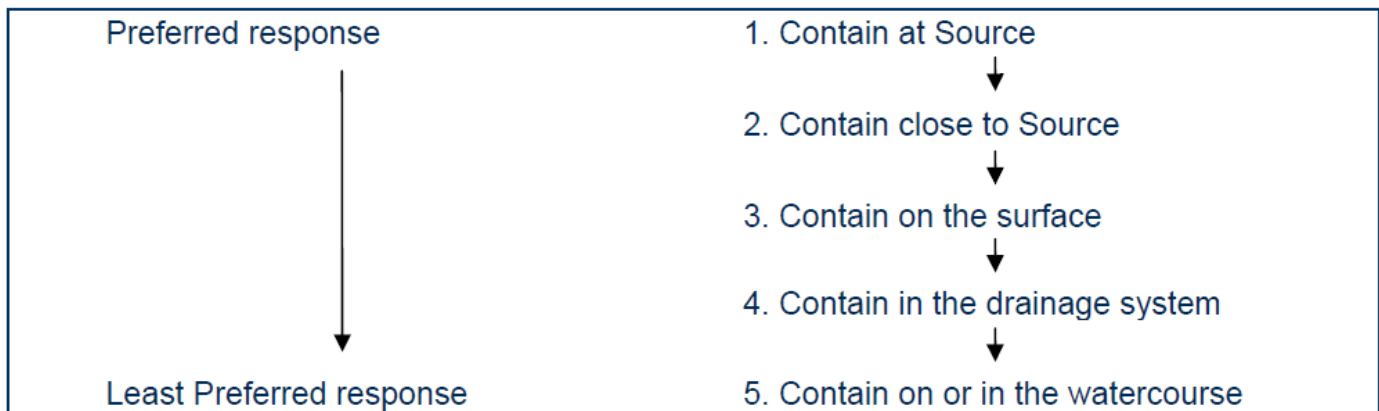 Preferred response
1. Contain at Source
2. Contain close to Source
3. Contain on the surface
4. Contain in the drainage system
Least Preferred response
5. Contain on or in the watercourse